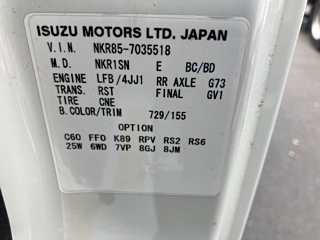 ISUZU MOTORS LTD. JAPAN
V.I.N. NKR85-7035518
M.D. NKR1SN E BC/BD
ENGINE LFB/4JJ1 RR AXLE G73
TRANS. RST FINAL GV1
TIRE CNE
B.COLOR/TRIM 729/155
OPTION
C60 FF0 K89 RPV RS2 RS6
25W 6WD 7VP 8GJ 8JM